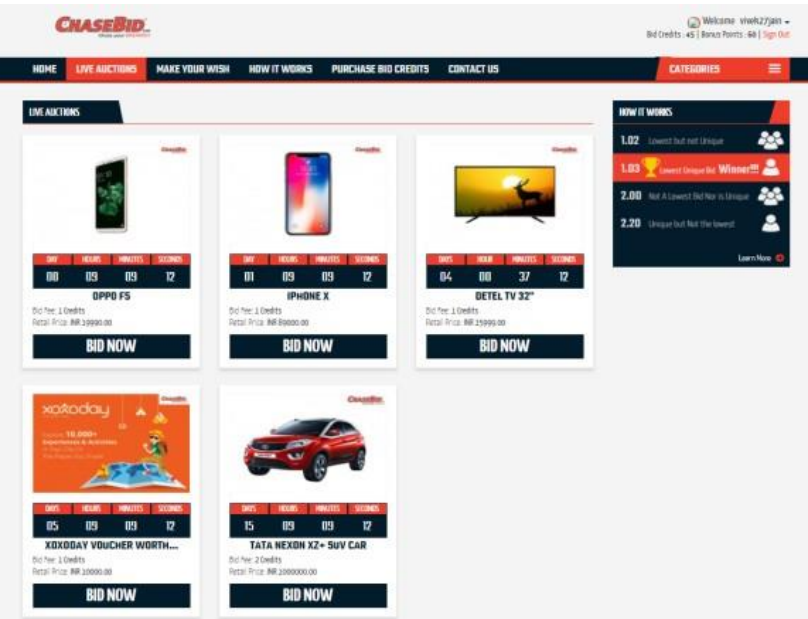 CHASEBID
Welcome vivek27jain
Bid Credits : 45 | Bonus Points : 60 | Sign Out
HOME LIVE AUCTIONS MAKE YOUR WISH HOW IT WORKS PURCHASE BID CREDITS CONTACT US CATEGORIES
LIVE AUCTIONS
DAY HOURS MINUTES SECONDS
00 09 09 12
OPPO F5
Bid Fee: 1 Credits
Retail Price: INR 19990.00
BID NOW
DAY HOURS MINUTES SECONDS
01 09 09 12
IPHONE X
Bid Fee: 1 Credits
Retail Price: INR 89000.00
BID NOW
DAYS HOUR MINUTES SECONDS
04 00 37 12
DETEL TV 32"
Bid Fee: 1 Credits
Retail Price: INR 15999.00
BID NOW
xoxoday
10,000+
Experiences & Activities
DAYS HOURS MINUTES SECONDS
05 09 09 12
XOXODAY VOUCHER WORTH...
Bid Fee: 1 Credits
Retail Price: INR 10000.00
BID NOW
CHASEBID
DAYS HOURS MINUTES SECONDS
15 09 09 12
TATA NEXON XZ+ SUV CAR
Bid Fee: 2 Credits
Retail Price: INR 1000000.00
BID NOW
HOW IT WORKS
1.02 Lowest but not Unique
1.03 Lowest Unique Bid Winner!!!
2.00 Not A Lowest Bid Nor is Unique
2.20 Unique but Not the lowest
Learn More